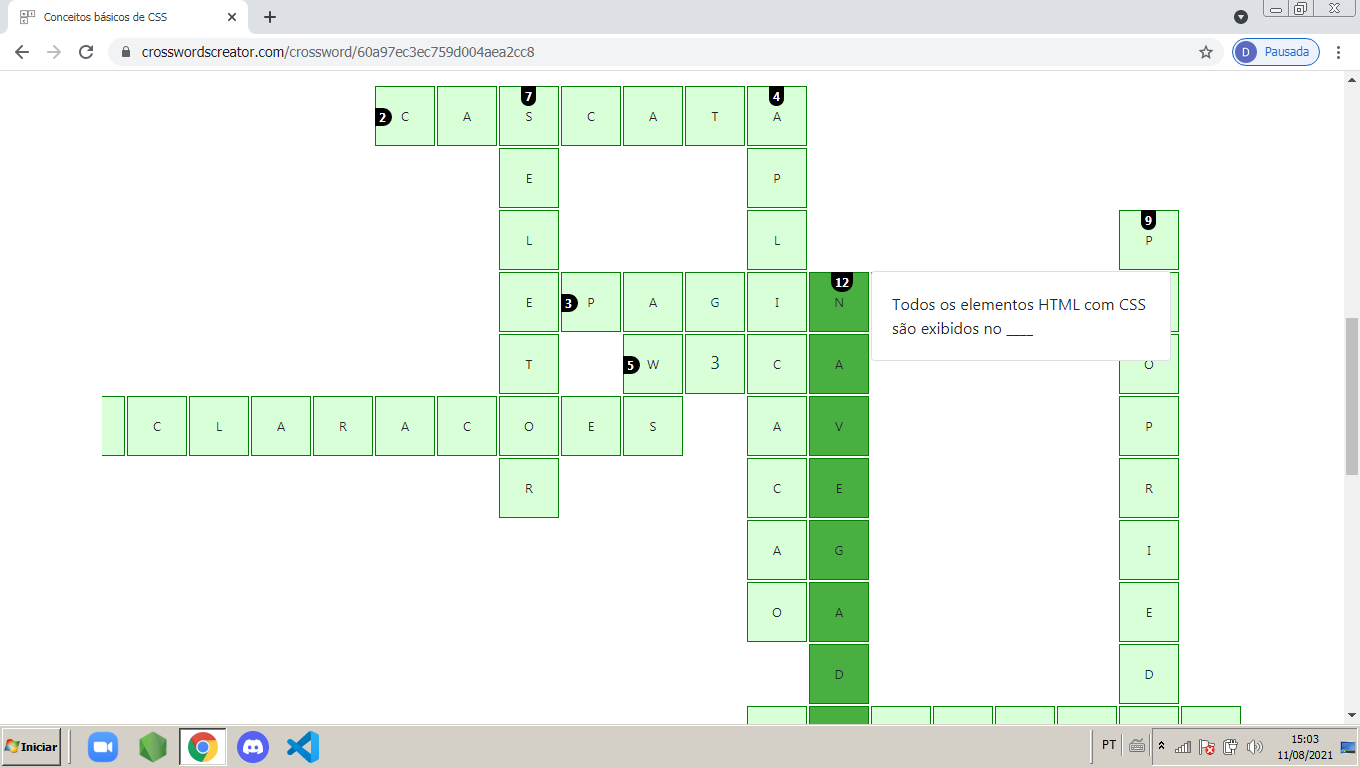 Conceitos básicos de CSS
crosswordscreator.com/crossword/60a97ec3ec759d004aea2cc8
D Pausada
7 4
2 C A S C A T A
E P
9
L L P
12
E 3 P A G I N
Todos os elementos HTML com CSS
são exibidos no ____
T 5 W 3 C A O
C L A R A C O E S A V P
R C E R
A G I
O A E
D D
Iniciar
PT
15:03
11/08/2021